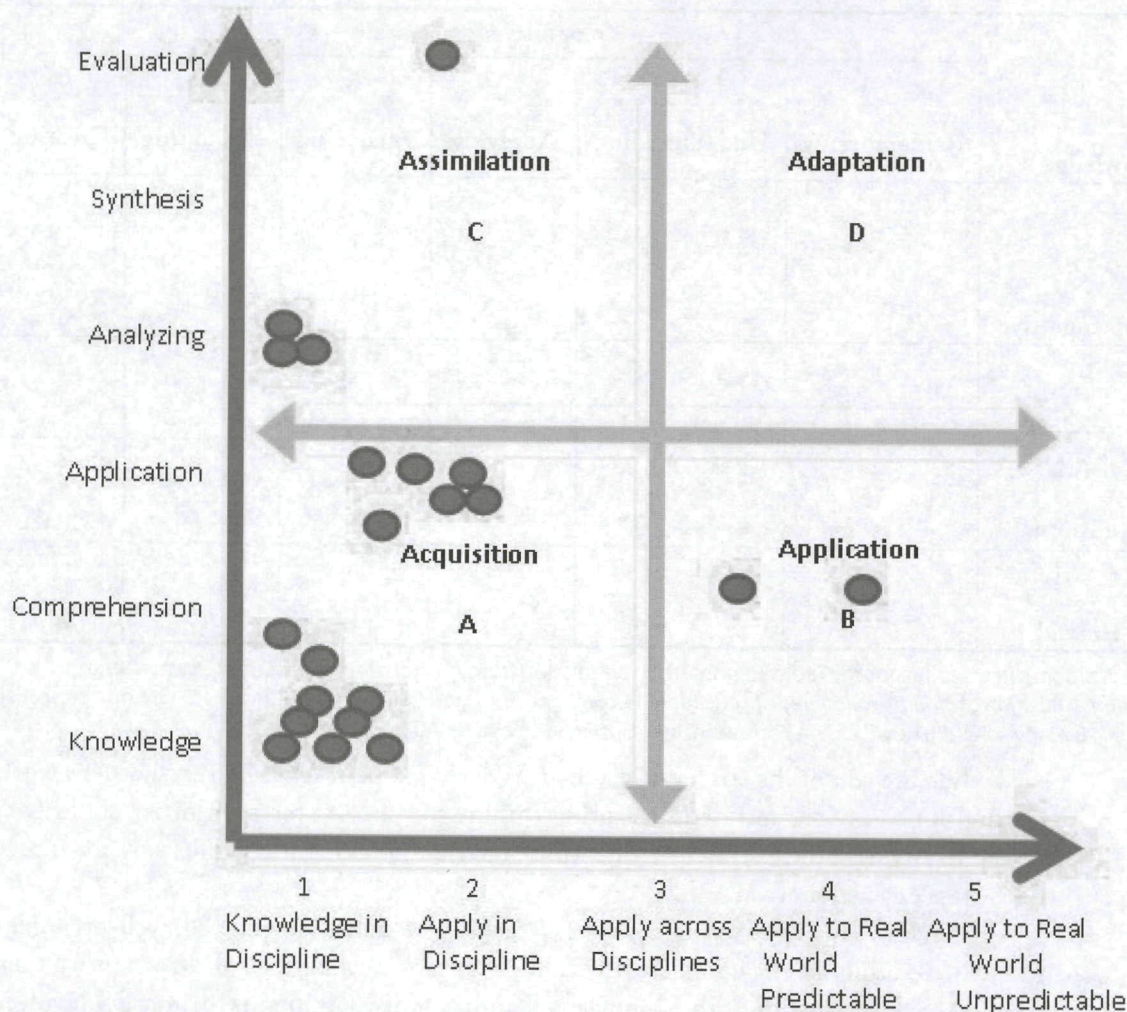 Evaluation
Assimilation
Adaptation
Synthesis
C
D
Analyzing
Application
Acquisition
Application
Comprehension
A
B
Knowledge
1 2 3 4 5
Knowledge in Apply in Apply across Apply to Real Apply to Real
Discipline Discipline Disciplines World World
Predictable Unpredictable